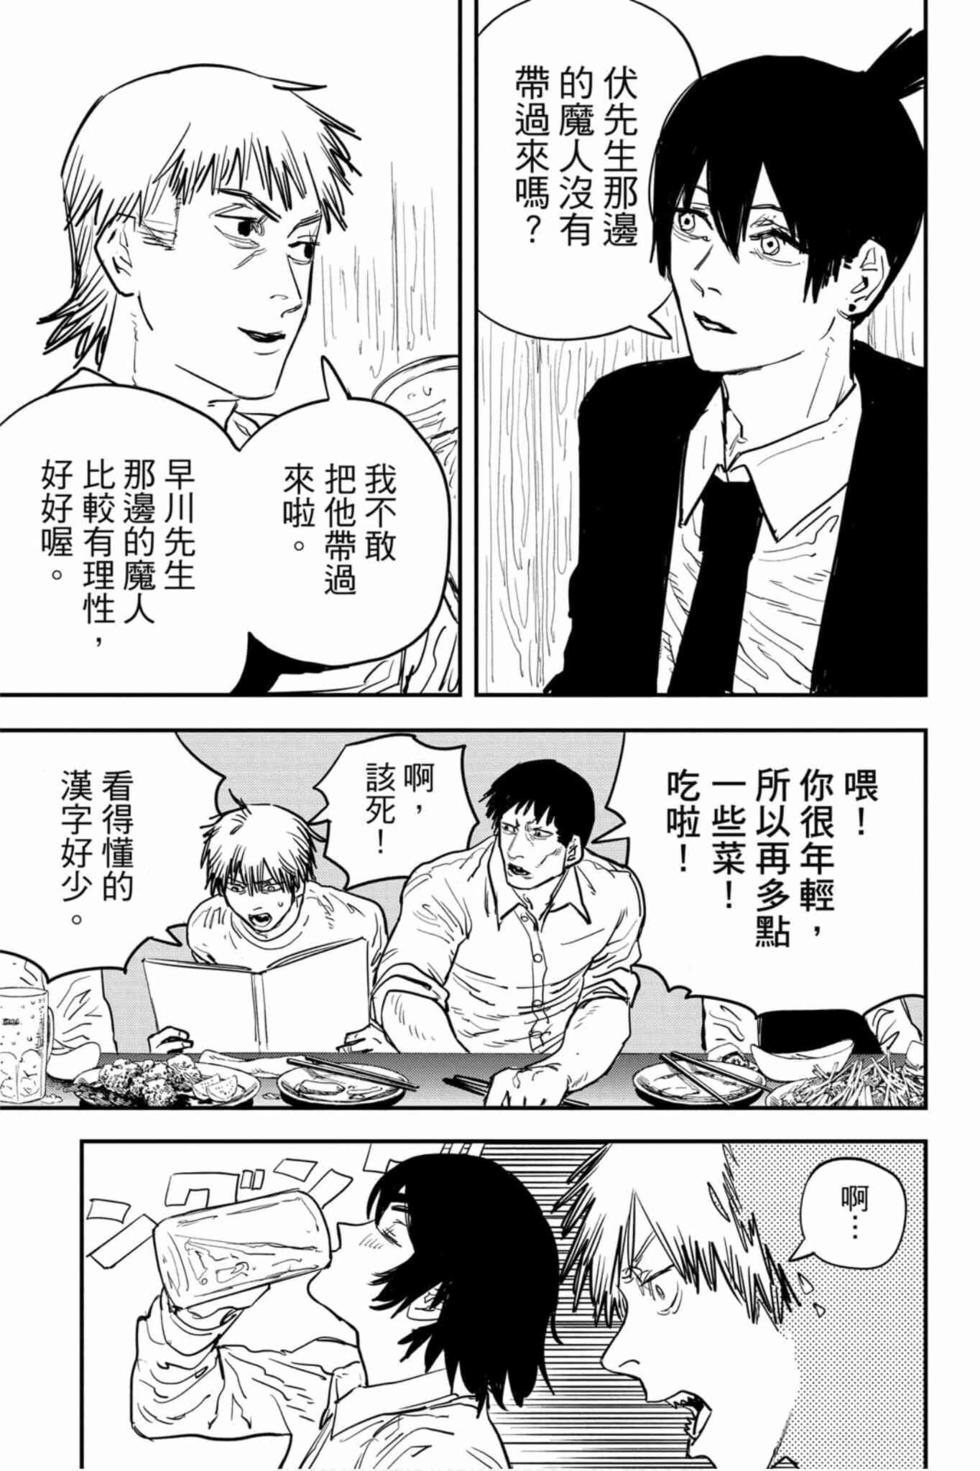 伏先生那邊
的魔人沒有
帶過來嗎？
我不敢
把他帶過
來啦。
早川先生
那邊的魔人
比較有理性，
好好喔。
喂！
你很年輕，
所以再多點
一些菜！
吃啦！
啊，
該死！
看得懂的
漢字好少。
啊…